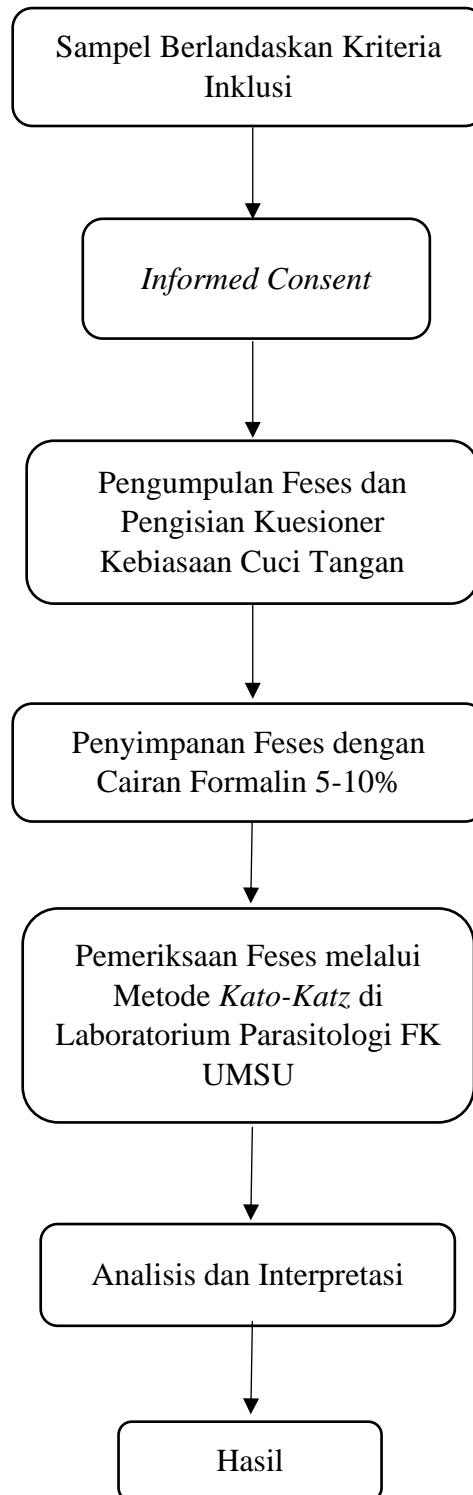 Sampel Berlandaskan Kriteria
Inklusi
Informed Consent
Pengumpulan Feses dan
Pengisian Kuesioner
Kebiasaan Cuci Tangan
Penyimpanan Feses dengan
Cairan Formalin 5-10%
Pemeriksaan Feses melalui
Metode Kato-Katz di
Laboratorium Parasitologi FK
UMSU
Analisis dan Interpretasi
Hasil